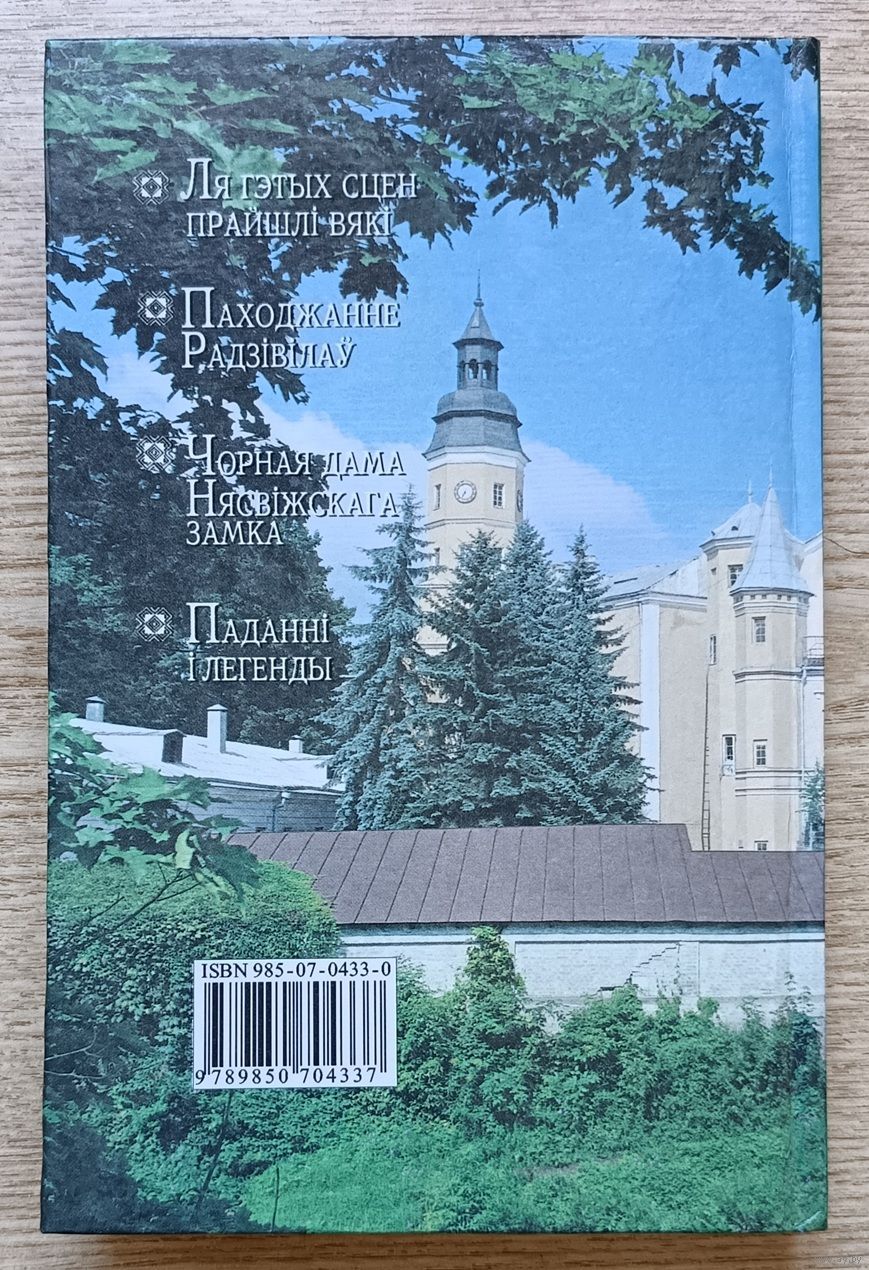 Ля гэтых сцен
прайшлі вякі
Паходжанне
Радзівілаў
Чорная дама
Нясвіжскага
замка
Паданні
і легенды
ISBN 985-07-0433-0
9 789850 704337